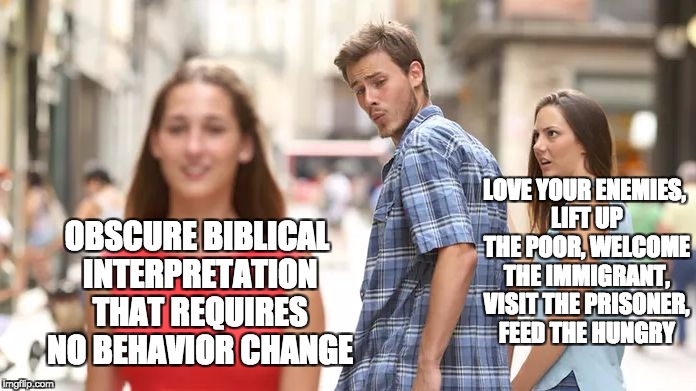 OBSCURE BIBLICAL
INTERPRETATION
THAT REQUIRES
NO BEHAVIOR CHANGE
LOVE YOUR ENEMIES,
LIFT UP
THE POOR, WELCOME
THE IMMIGRANT,
VISIT THE PRISONER,
FEED THE HUNGRY
imgflip.com